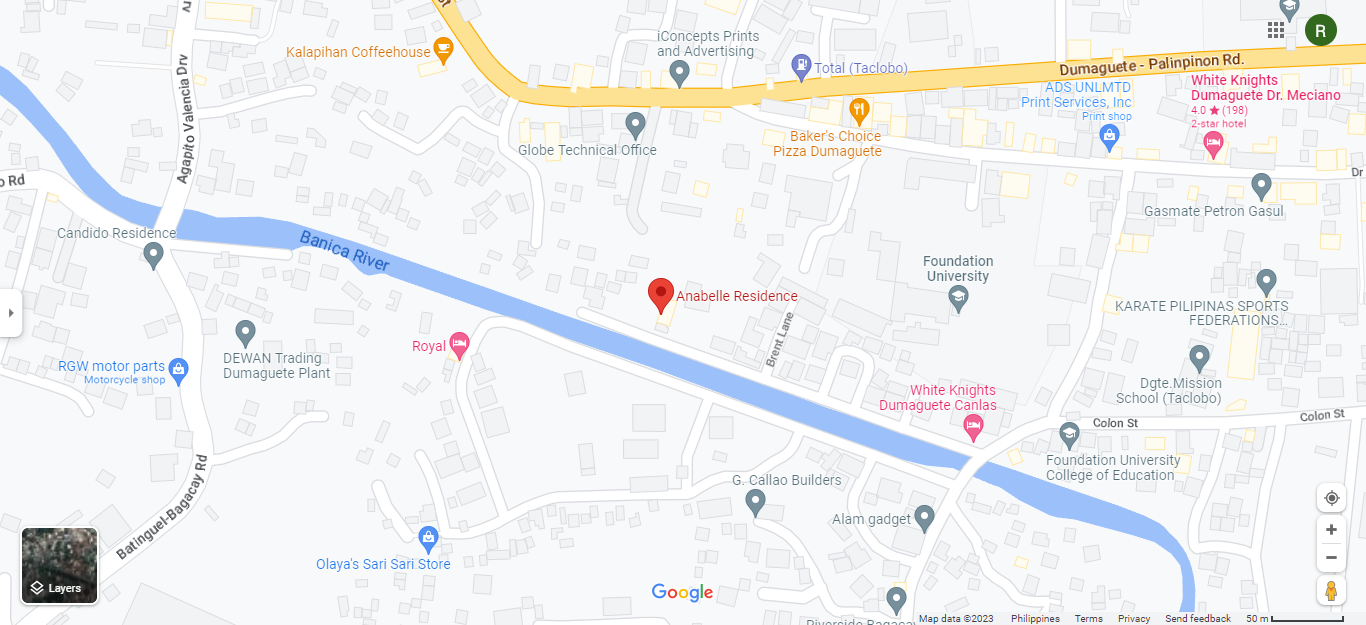 st
R
iConcepts Prints
and Advertising
Kalapihan Coffeehouse
Total (Taclobo)
Dumaguete - Palinpinon Rd.
White Knights
Dumaguete Dr. Meciano
4.0 ★ (198)
2-star hotel
ADS UNLMTD
Print Services, Inc
Print shop
Agapito Valencia Drv
Baker's Choice
Pizza Dumaguete
Globe Technical Office
Dr
o Rd
Gasmate Petron Gasul
Candido Residence
Banica River
Foundation
University
Anabelle Residence
KARATE PILIPINAS SPORTS
FEDERATIONS...
Brent Lane
Royal
DEWAN Trading
Dumaguete Plant
RGW motor parts
Motorcycle shop
Dgte.Mission
School (Taclobo)
White Knights
Dumaguete Canlas
Colon St
Colon St
Foundation University
College of Education
Batinguel-Bagacay Rd
G. Callao Builders
Alam gadget
Olaya's Sari Sari Store
Layers
Google
Riverside Bagacay
Map data ©2023
Philippines
Terms
Privacy
Send feedback
50 m